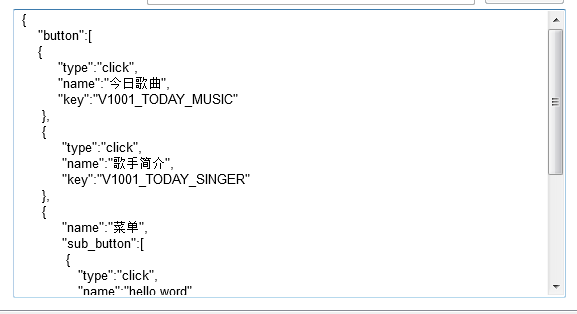 {
"button":[
{
"type":"click",
"name":"今日歌曲",
"key":"V1001_TODAY_MUSIC"
},
{
"type":"click",
"name":"歌手简介",
"key":"V1001_TODAY_SINGER"
},
{
"name":"菜单",
"sub_button":[
{
"type":"click",
"name":"hello word"